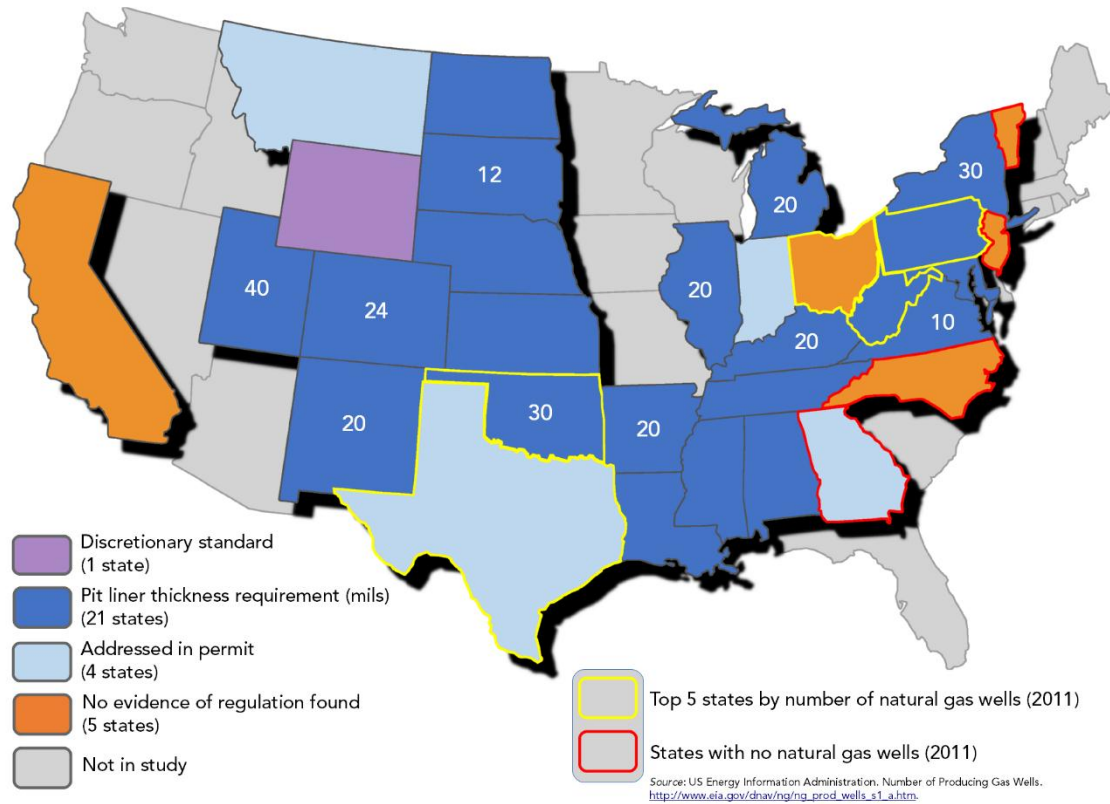 12
30
20
40
24
20
20
10
20
30
20
Discretionary standard
(1 state)
Pit liner thickness requirement (mils)
(21 states)
Addressed in permit
(4 states)
No evidence of regulation found
(5 states)
Not in study
Top 5 states by number of natural gas wells (2011)
States with no natural gas wells (2011)
Source: US Energy Information Administration. Number of Producing Gas Wells.
http://www.eia.gov/dnav/ng/ng_prod_wells_s1_a.htm.